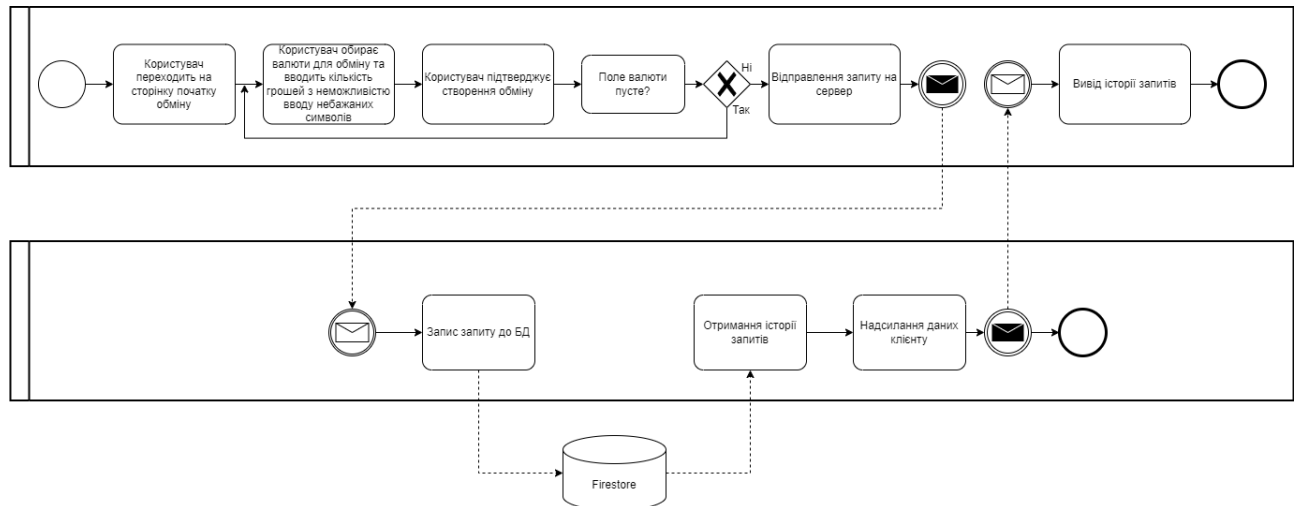 Користувач
переходить на
сторінку початку
обміну
Користувач обирає
валюти для обміну та
вводить кількість
грошей з неможливістю
вводу небажаних
символів
Користувач підтверджує
створення обміну
Поле валюти
пусте?
Ні
Так
Відправлення запиту на
сервер
Вивід історії запитів
Запис запиту до БД
Отримання історії
запитів
Надсилання даних
клієнту
Firestore